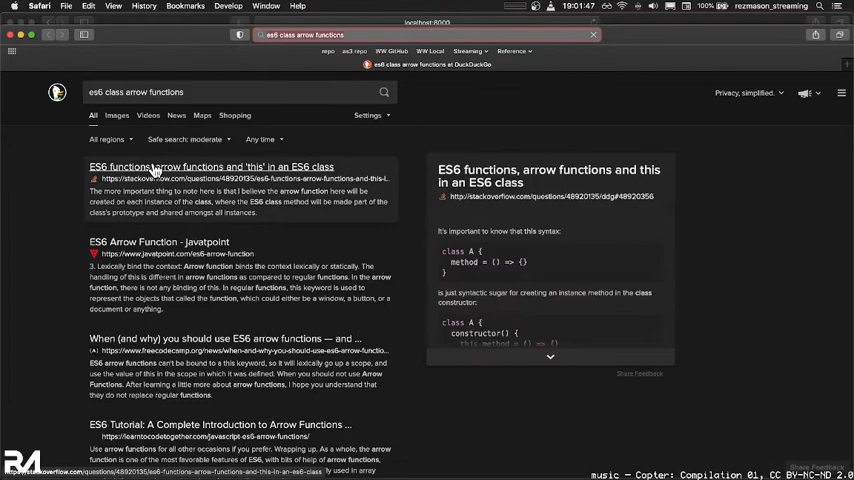 Safari File Edit View History Bookmarks Develop Window Help
100% rezmason_streaming
19:01:47
localhost:8000
es6 class arrow functions
repo as3 repo WW GitHub WW Local Streaming Reference
es6 class arrow functions at DuckDuckGo
es6 class arrow functions
Privacy, simplified.
All Images Videos News Maps Shopping Settings
All regions Safe search: moderate Any time
ES6 functions, arrow functions and 'this' in an ES6 class
https://stackoverflow.com/questions/48920135/es6-functions-arrow-functions-and-this-i...
The more important thing to note here is that I believe the arrow function here will be
created on each instance of the class, where the ES6 class method will be made part of the
class's prototype and shared amongst all instances.
ES6 Arrow Function - javatpoint
https://www.javatpoint.com/es6-arrow-function
3. Lexically bind the context: Arrow function binds the context lexically or statically. The
handling of this is different in arrow functions as compared to regular functions. In the arrow
function, there is not any binding of this. In regular functions, this keyword is used to
represent the objects that called the function, which could either be a window, a button, or a
document or anything.
When (and why) you should use ES6 arrow functions — and ...
https://www.freecodecamp.org/news/when-and-why-you-should-use-es6-arrow-functio...
ES6 arrow functions can't be bound to a this keyword, so it will lexically go up a scope, and
use the value of this in the scope in which it was defined. When you should not use Arrow
Functions. After learning a little more about arrow functions, I hope you understand that
they do not replace regular functions.
ES6 Tutorial: A Complete Introduction to Arrow Functions ...
https://learntocodetogether.com/javascript-es6-arrow-functions/
Use arrow functions for all other occasions if you prefer. Wrapping up. As a whole, the arrow
function is one of the most popular features of ES6, with bits of help of arrow functions,
lly used in array
https://stackoverflow.com/questions/48920135/es6-functions-arrow-functions-and-this-in-an-es6-class
ES6 functions, arrow functions and this
in an ES6 class
http://stackoverflow.com/questions/48920135/ddg#48920356
It's important to know that this syntax:
class A {
method = () => {}
}
is just syntactic sugar for creating an instance method in the class
constructor:
class A {
constructor() {
this.method = () => {}
Share Feedback
Share Feedback
music - Copter: Compilation 01, CC BY-NC-ND 2.0